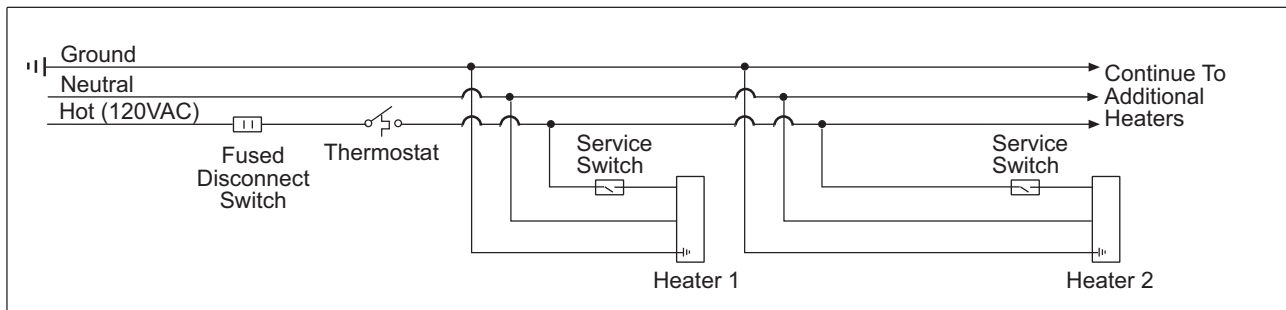 Ground
Neutral
Hot (120VAC)
Continue To
Additional
Heaters
Fused
Disconnect
Switch
Thermostat
Service
Switch
Service
Switch
Heater 1
Heater 2